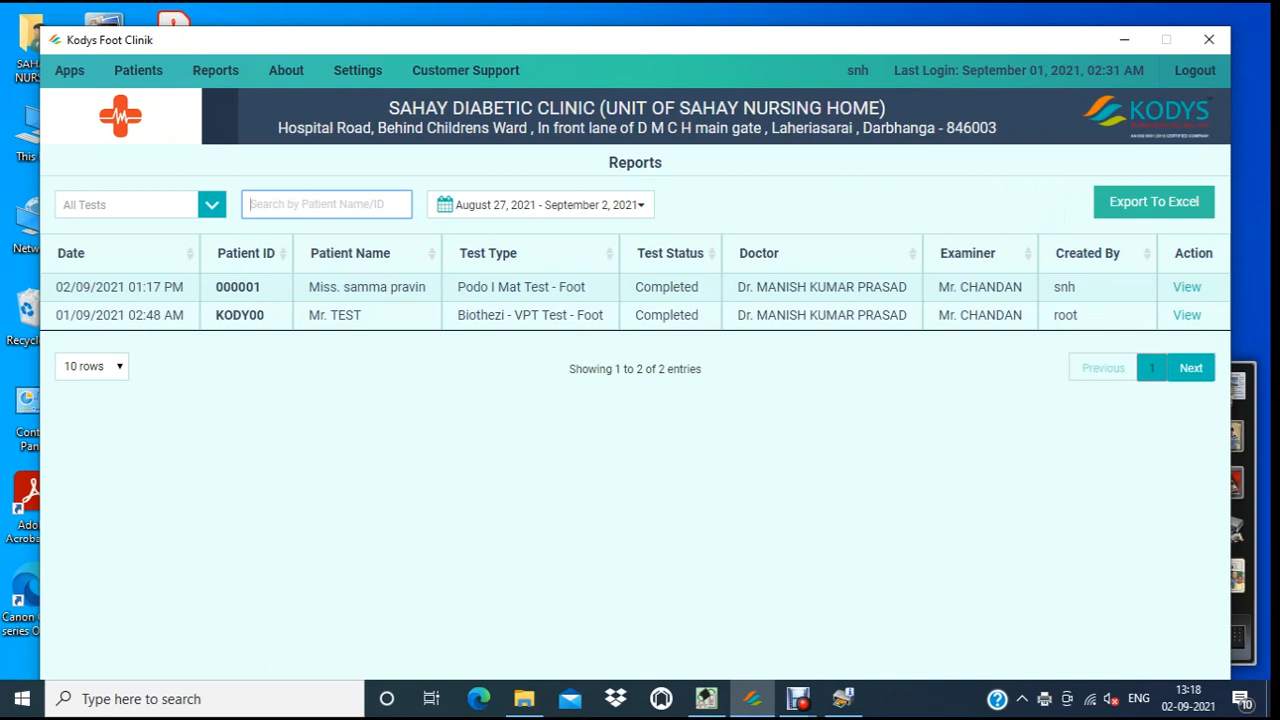 Kodys Foot Clinik
Apps Patients Reports About Settings Customer Support snh Last Login: September 01, 2021, 02:31 AM Logout
SAHAY DIABETIC CLINIC (UNIT OF SAHAY NURSING HOME)
Hospital Road, Behind Childrens Ward , In front lane of D M C H main gate , Laheriasarai , Darbhanga - 846003
KODYS
Reports
All Tests Search by Patient Name/ID August 27, 2021 - September 2, 2021 Export To Excel
Date Patient ID Patient Name Test Type Test Status Doctor Examiner Created By Action
02/09/2021 01:17 PM 000001 Miss. samma pravin Podo I Mat Test - Foot Completed Dr. MANISH KUMAR PRASAD Mr. CHANDAN snh View
01/09/2021 02:48 AM KODY00 Mr. TEST Biothezi - VPT Test - Foot Completed Dr. MANISH KUMAR PRASAD Mr. CHANDAN root View
10 rows Showing 1 to 2 of 2 entries Previous 1 Next
SAH
NURS
This
Netw
Recycl
Cont
Pan
Adob
Acroba
Canon
series O
Type here to search ENG 13:18
02-09-2021 10